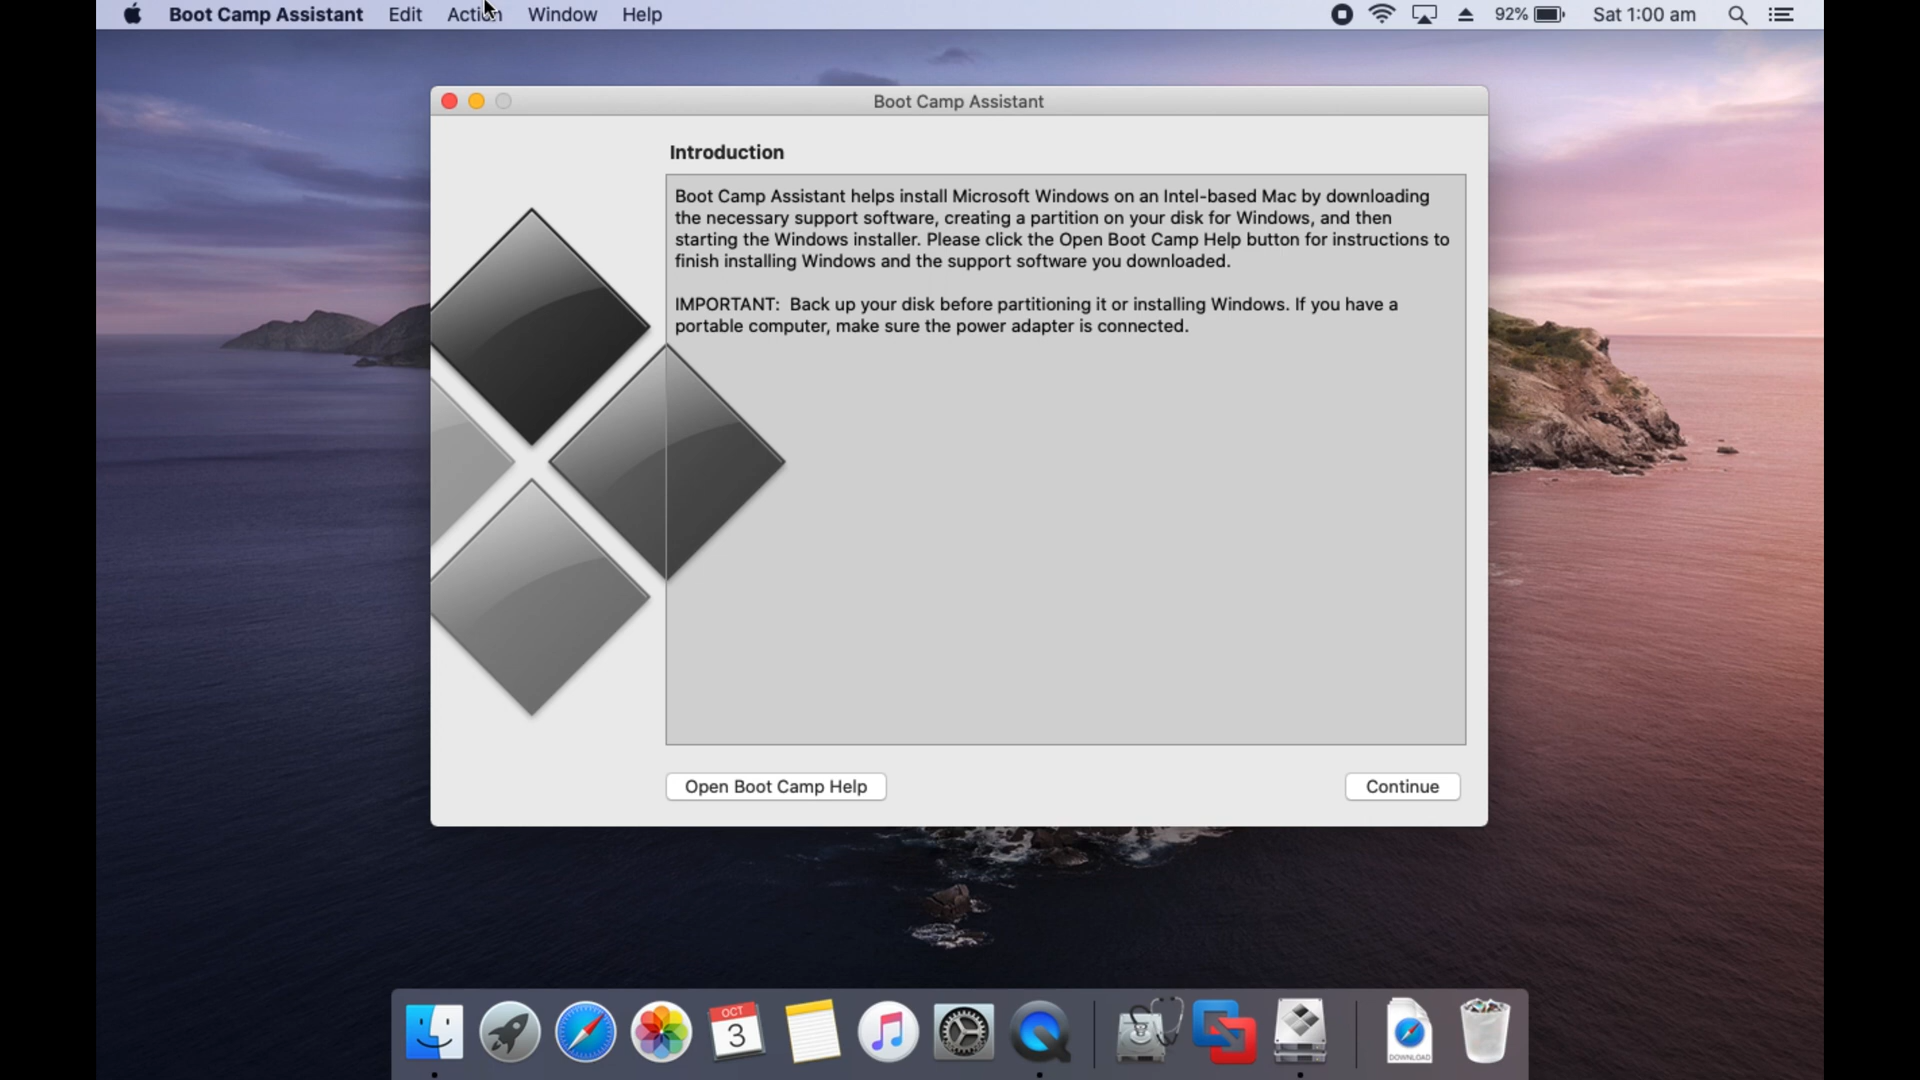 Boot Camp Assistant Edit Action Window Help 92% Sat 1:00 am
Boot Camp Assistant
Introduction
Boot Camp Assistant helps install Microsoft Windows on an Intel-based Mac by downloading
the necessary support software, creating a partition on your disk for Windows, and then
starting the Windows installer. Please click the Open Boot Camp Help button for instructions to
finish installing Windows and the support software you downloaded.
IMPORTANT: Back up your disk before partitioning it or installing Windows. If you have a
portable computer, make sure the power adapter is connected.
Open Boot Camp Help Continue
OCT
3
DOWNLOAD